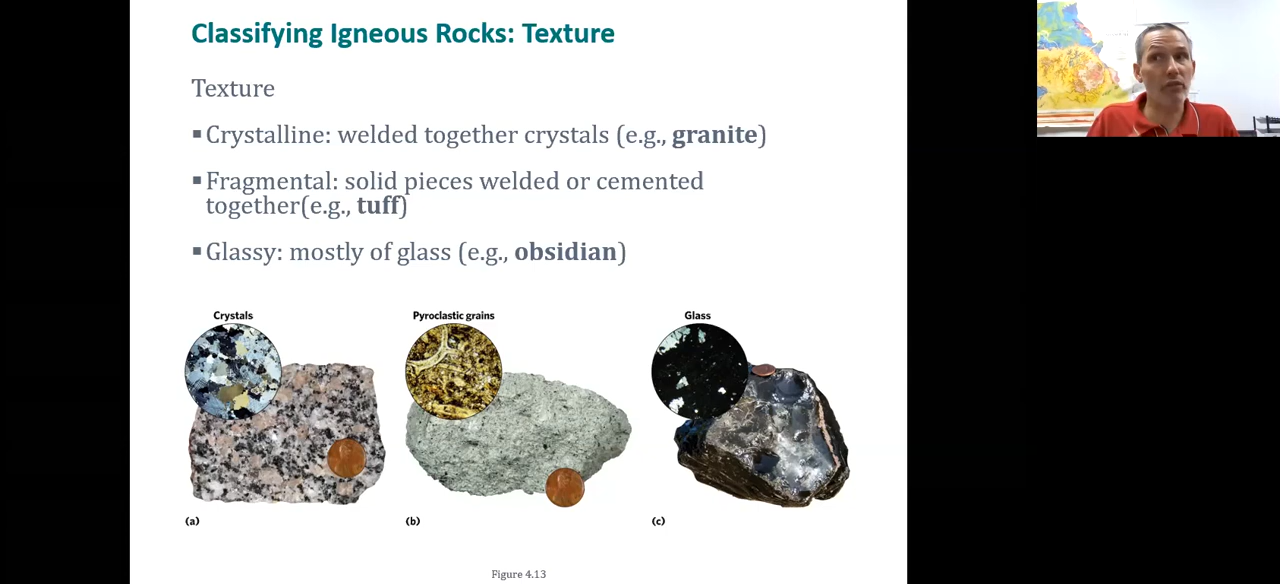 Classifying Igneous Rocks: Texture
Texture
▪Crystalline: welded together crystals (e.g., granite)
▪Fragmental: solid pieces welded or cemented
together(e.g., tuff)
▪Glassy: mostly of glass (e.g., obsidian)
Crystals
Pyroclastic grains
Glass
(a)
(b)
(c)
Figure 4.13